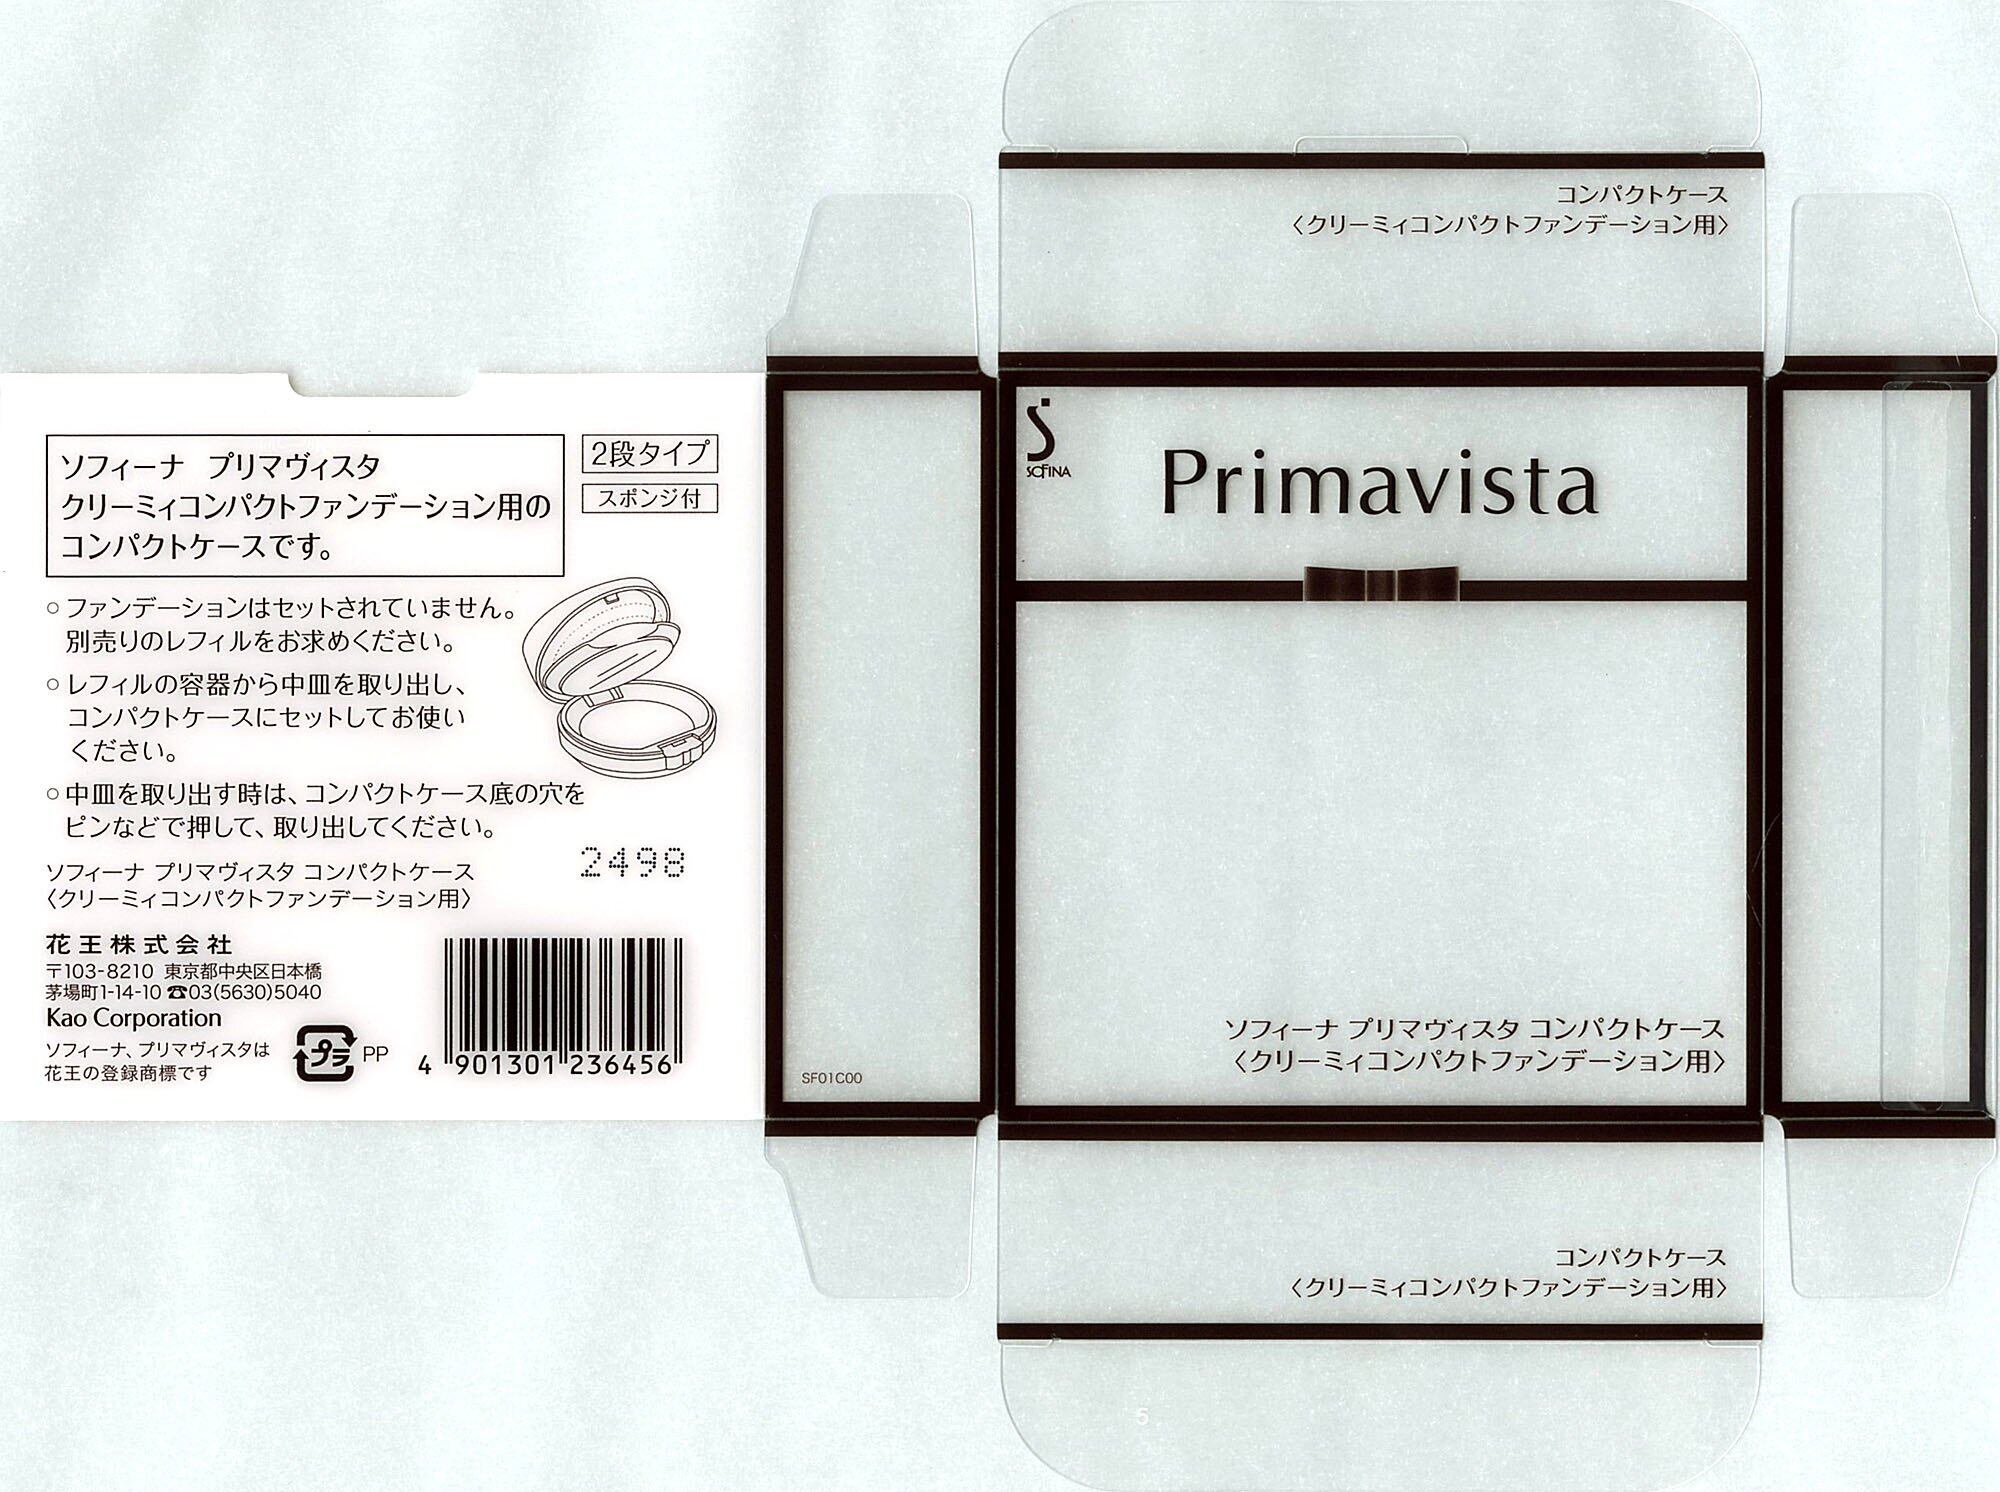 コンパクトケース
〈クリーミィコンパクトファンデーション用〉
SOFINA
Primavista
ソフィーナ プリマヴィスタ コンパクトケース
〈クリーミィコンパクトファンデーション用〉
コンパクトケース
〈クリーミィコンパクトファンデーション用〉
5
ソフィーナ プリマヴィスタ
クリーミィコンパクトファンデーション用の
コンパクトケースです。
2段タイプ
スポンジ付
○ファンデーションはセットされていません。
別売りのレフィルをお求めください。
○レフィルの容器から中皿を取り出し、
コンパクトケースにセットしてお使い
ください。
○中皿を取り出す時は、コンパクトケース底の穴を
ピンなどで押して、取り出してください。
2498
ソフィーナ プリマヴィスタ コンパクトケース
〈クリーミィコンパクトファンデーション用〉
花王株式会社
〒103-8210 東京都中央区日本橋
茅場町1-14-10 ☎03(5630)5040
Kao Corporation
ソフィーナ、プリマヴィスタは
花王の登録商標です
プラ PP
4 901301 236456
SF01C00